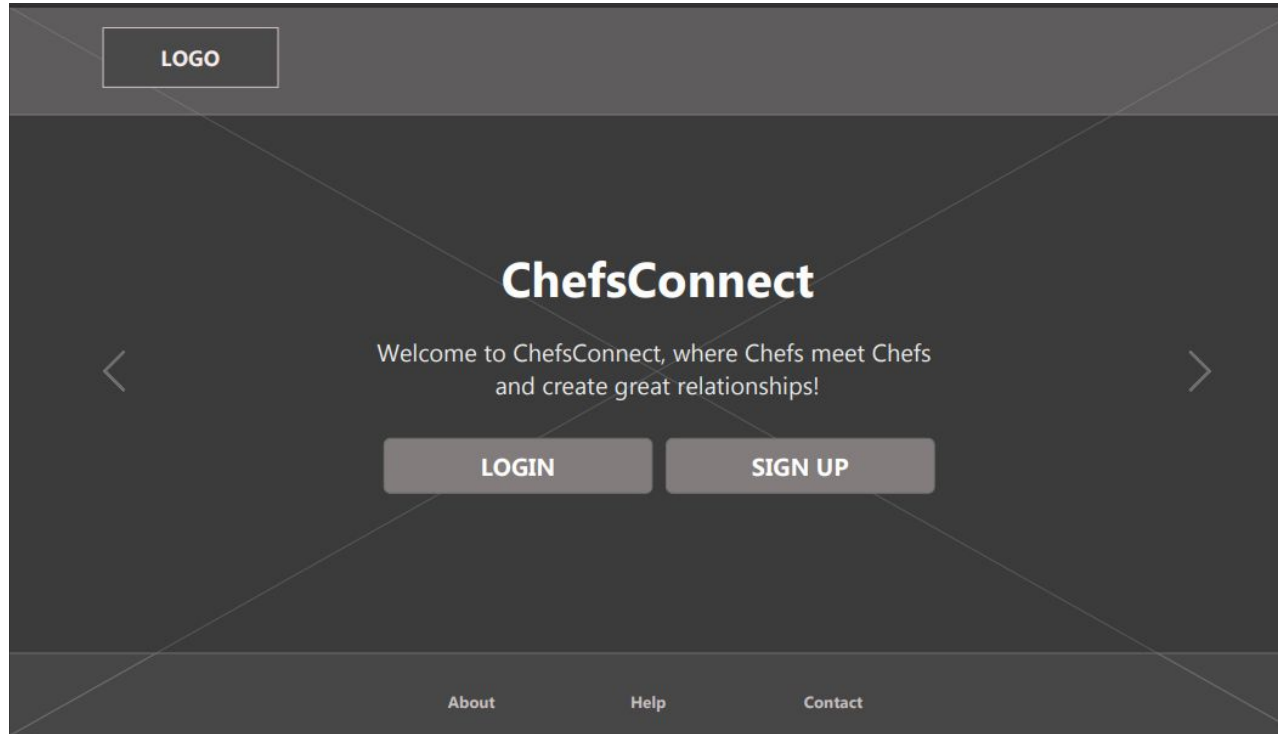 LOGO
ChefsConnect
Welcome to ChefsConnect, where Chefs meet Chefs
and create great relationships!
LOGIN SIGN UP
About Help Contact